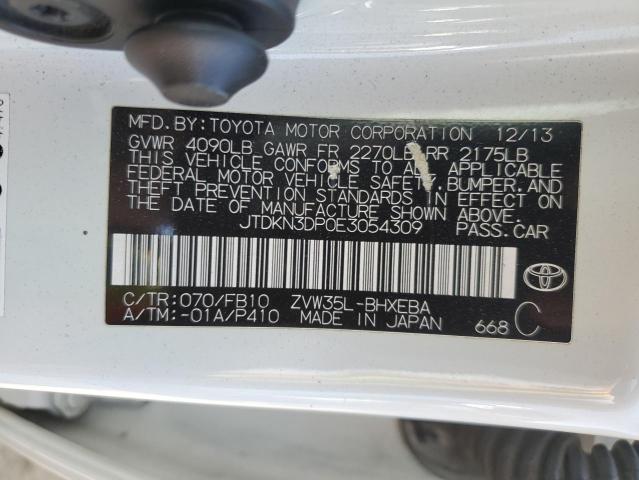 MFD. BY: TOYOTA MOTOR CORPORATION 12/13
GVWR 4090LB GAWR FR 2270LB RR 2175LB
THIS VEHICLE CONFORMS TO ALL APPLICABLE
FEDERAL MOTOR VEHICLE SAFETY, BUMPER, AND
THEFT PREVENTION STANDARDS IN EFFECT ON
THE DATE OF MANUFACTURE SHOWN ABOVE.
JTDKN3DP0E3054309 PASS.CAR
C/TR: 070/FB10 ZVW35L-BHXEBA
A/TM: -01A/P410 MADE IN JAPAN 668 C